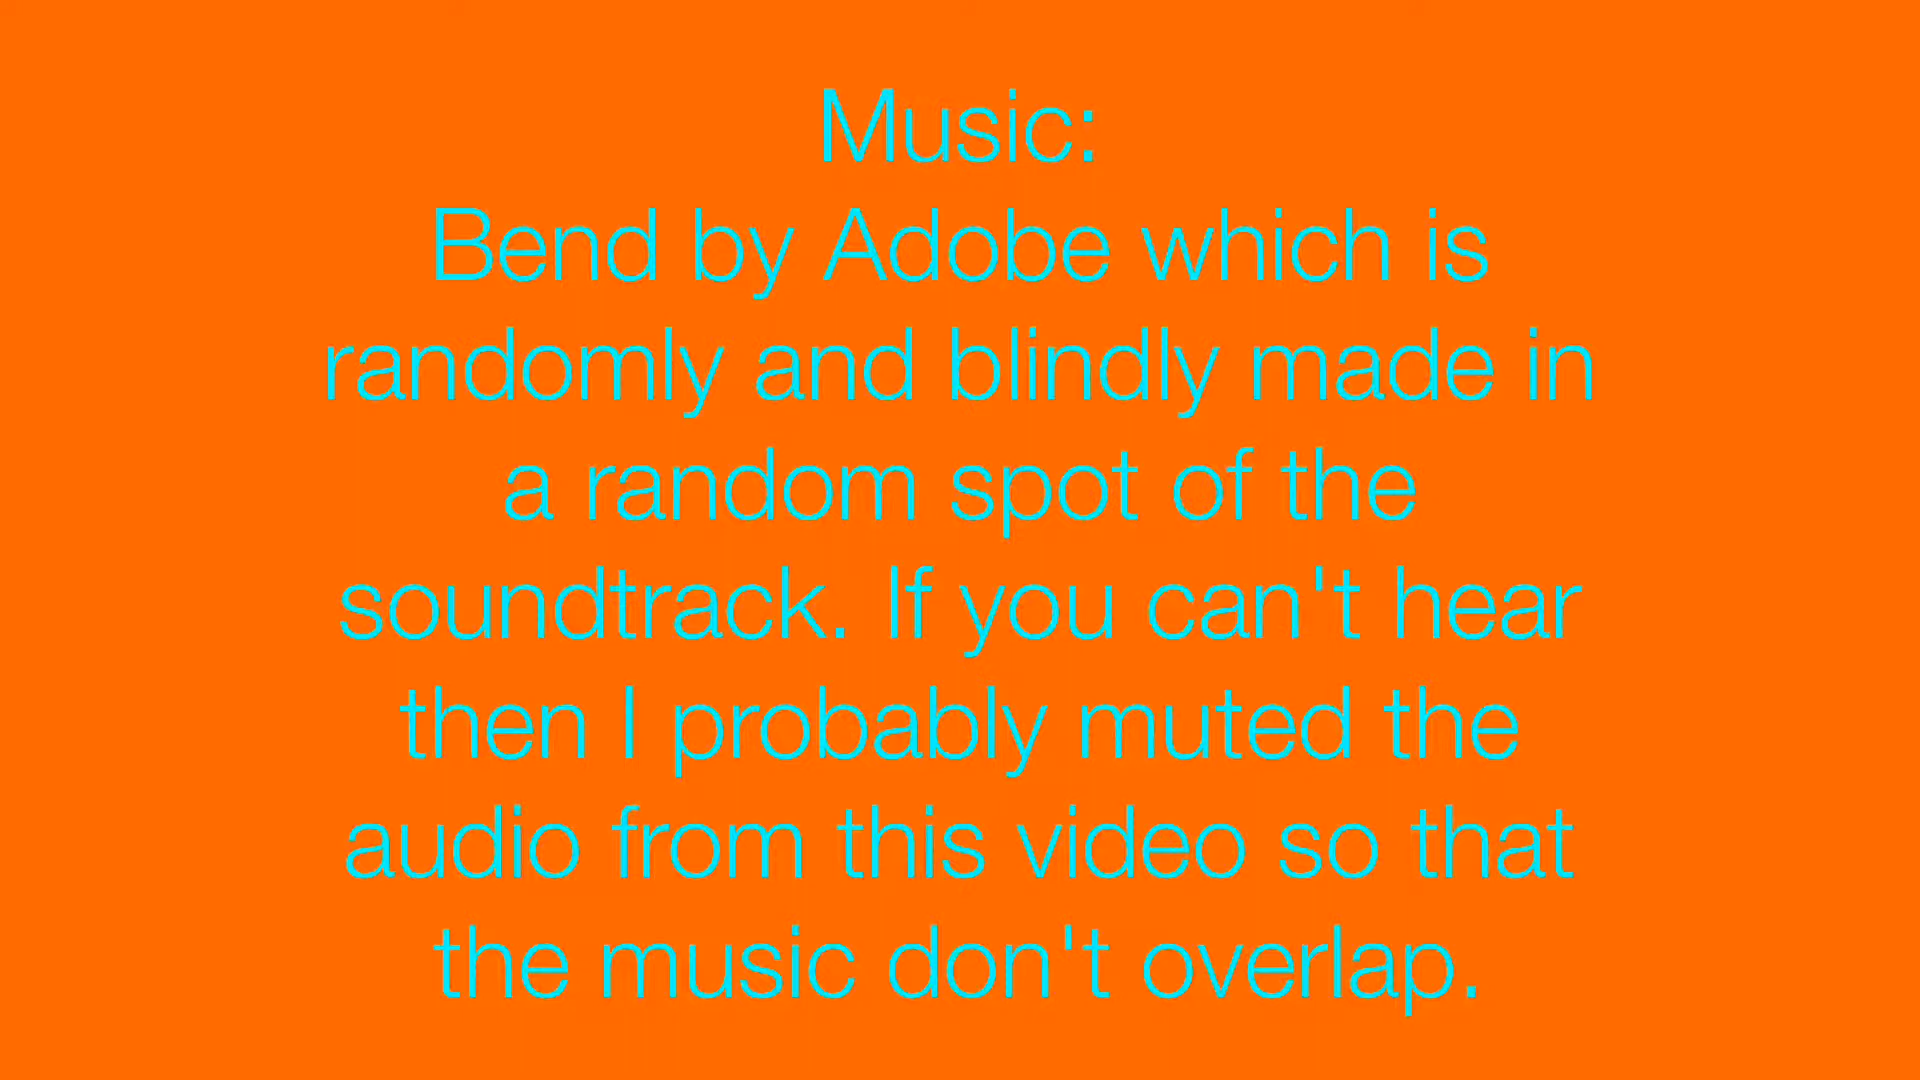 Music:
Bend by Adobe which is
randomly and blindly made in
a random spot of the
soundtrack. If you can't hear
then I probably muted the
audio from this video so that
the music don't overlap.